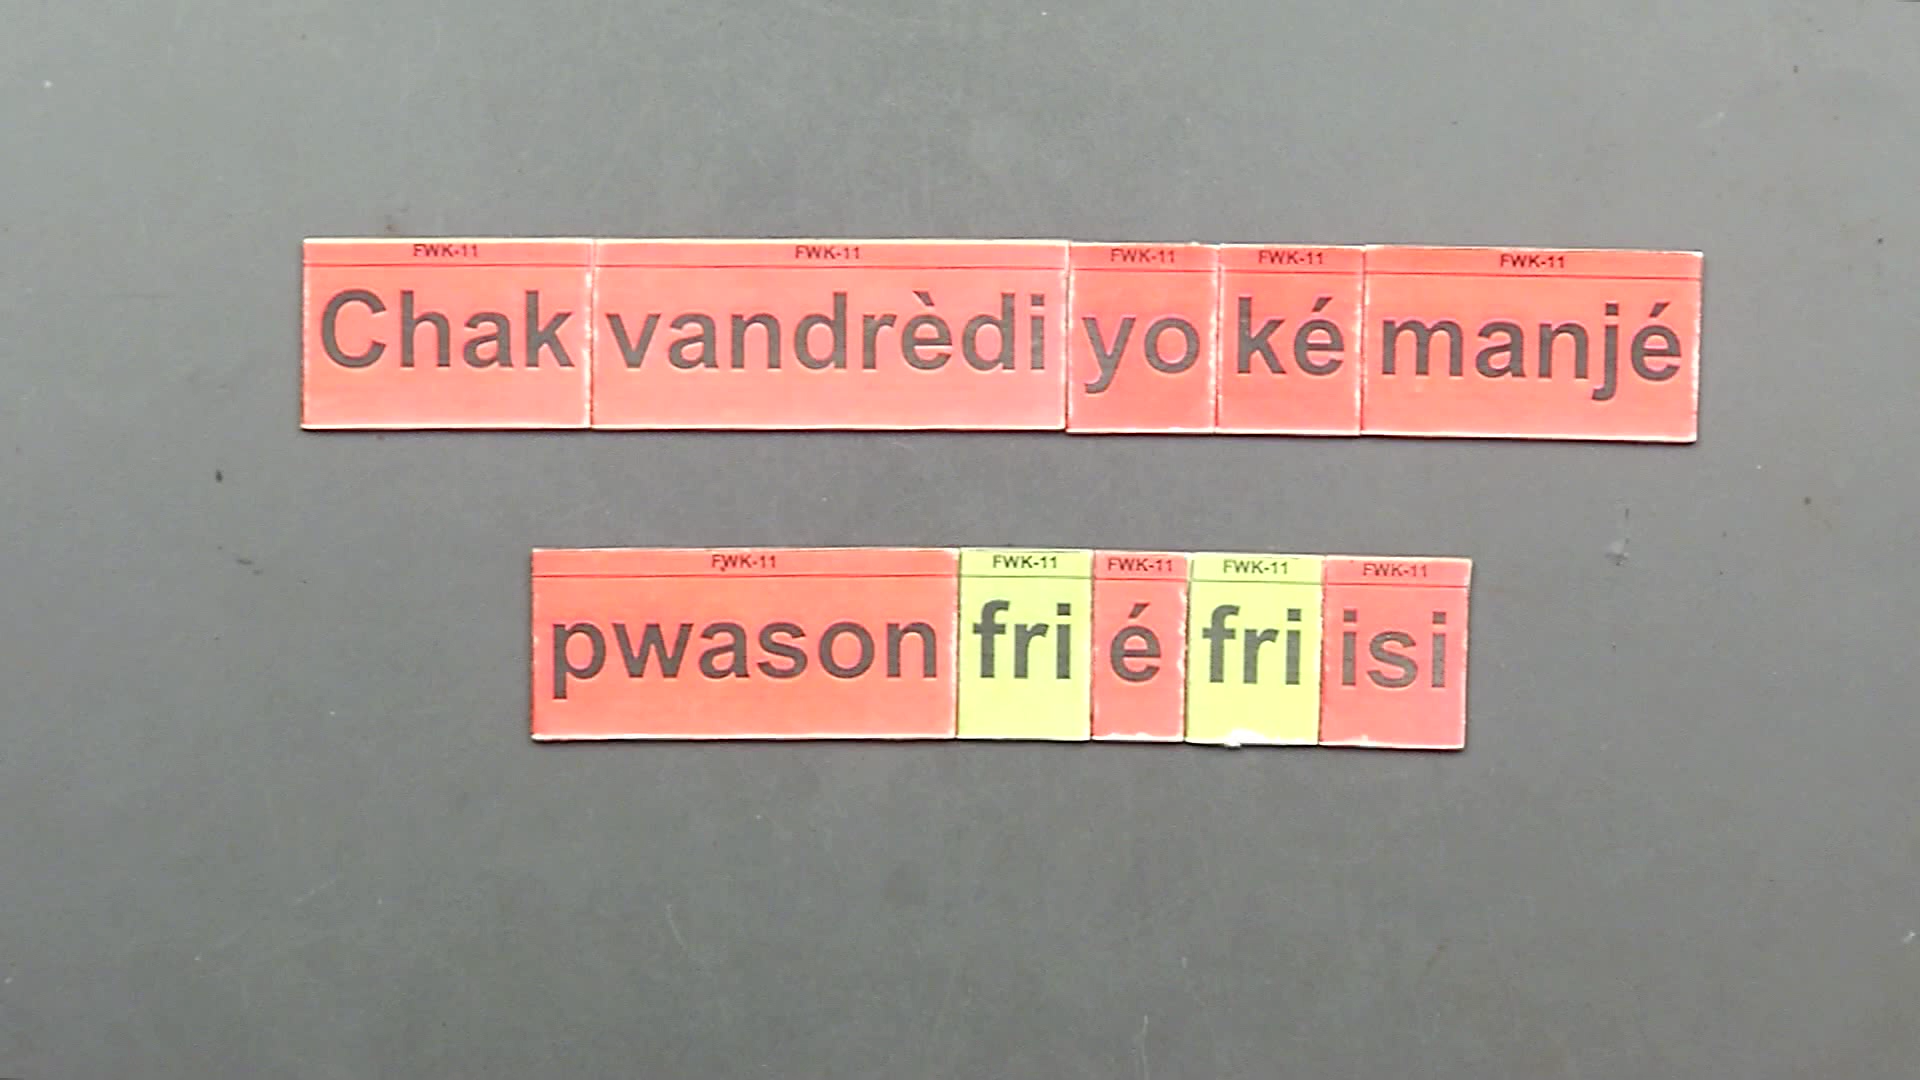 FWK-11 FWK-11 FWK-11 FWK-11 FWK-11
Chak vandrèdi yo ké manjé
FWK-11 FWK-11 FWK-11 FWK-11 FWK-11
pwason fri é fri isi